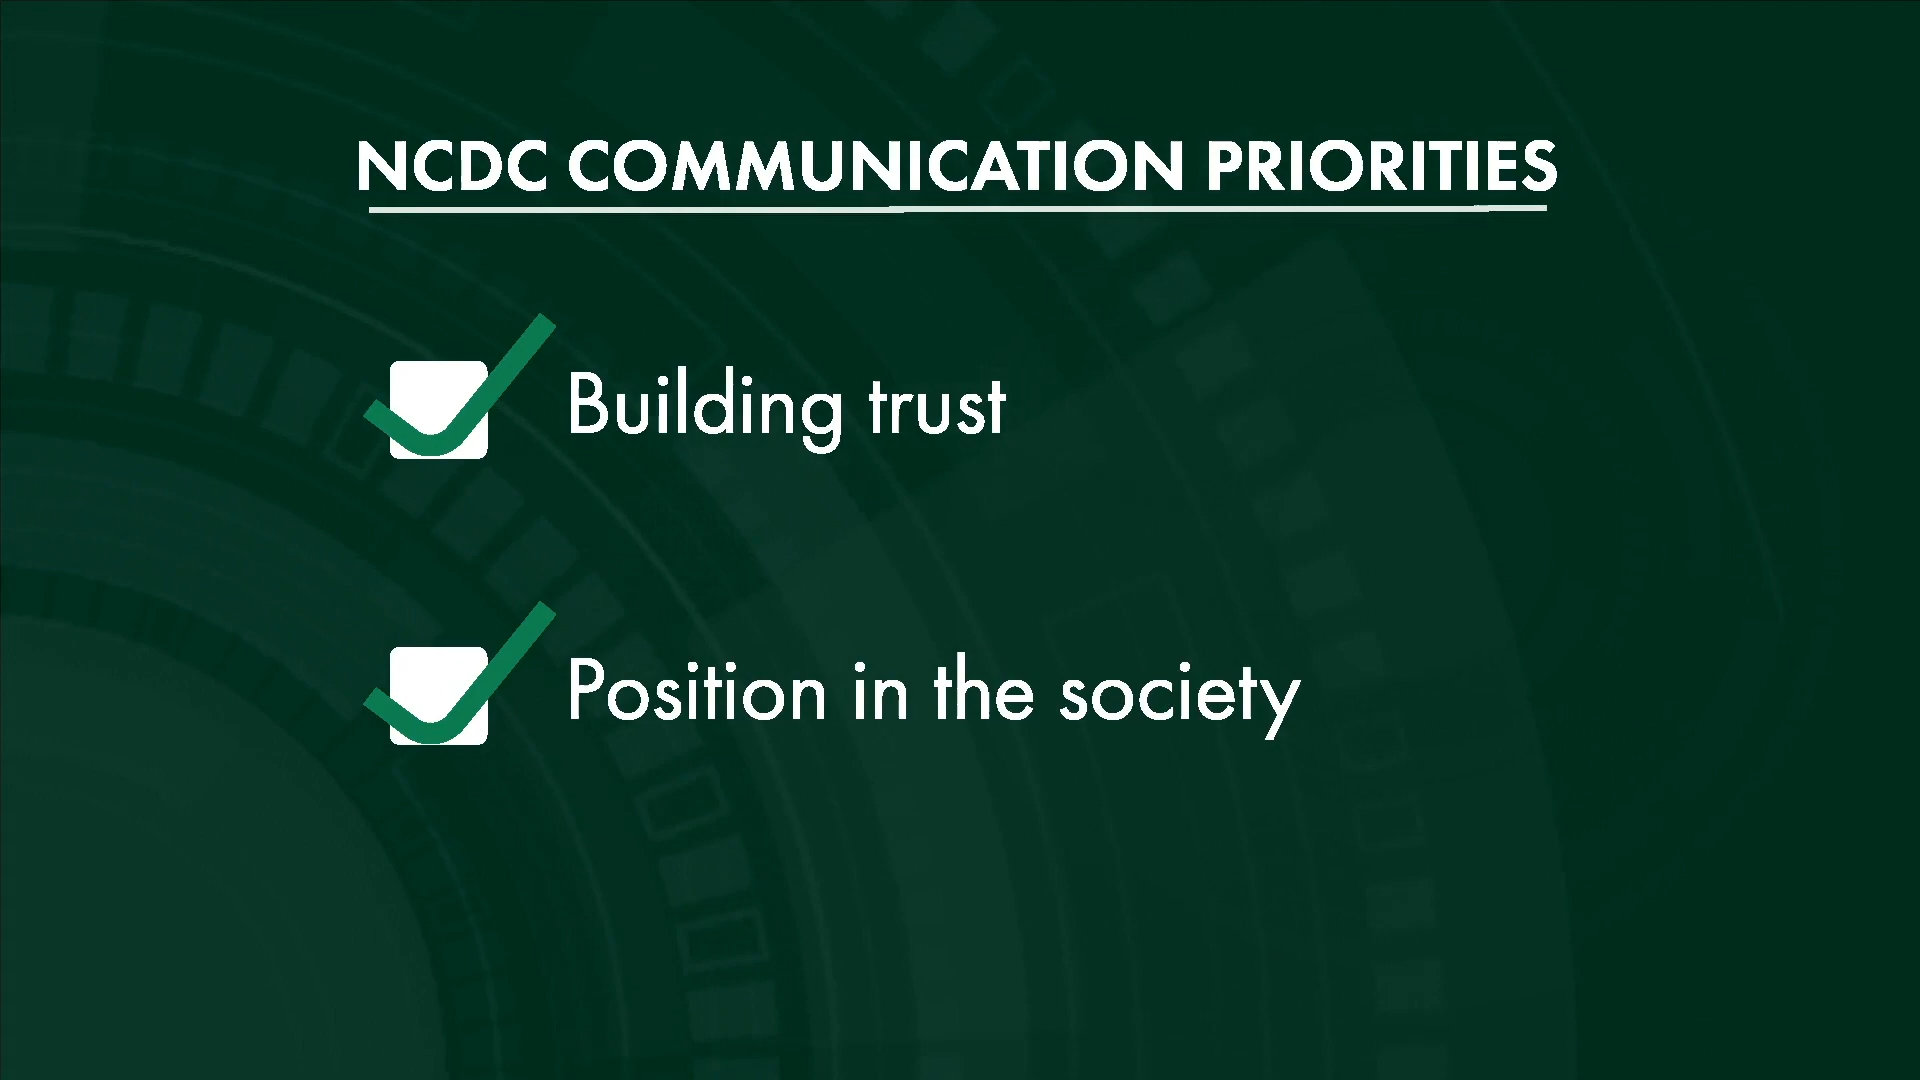 NCDC COMMUNICATION PRIORITIES
Building trust
Position in the society